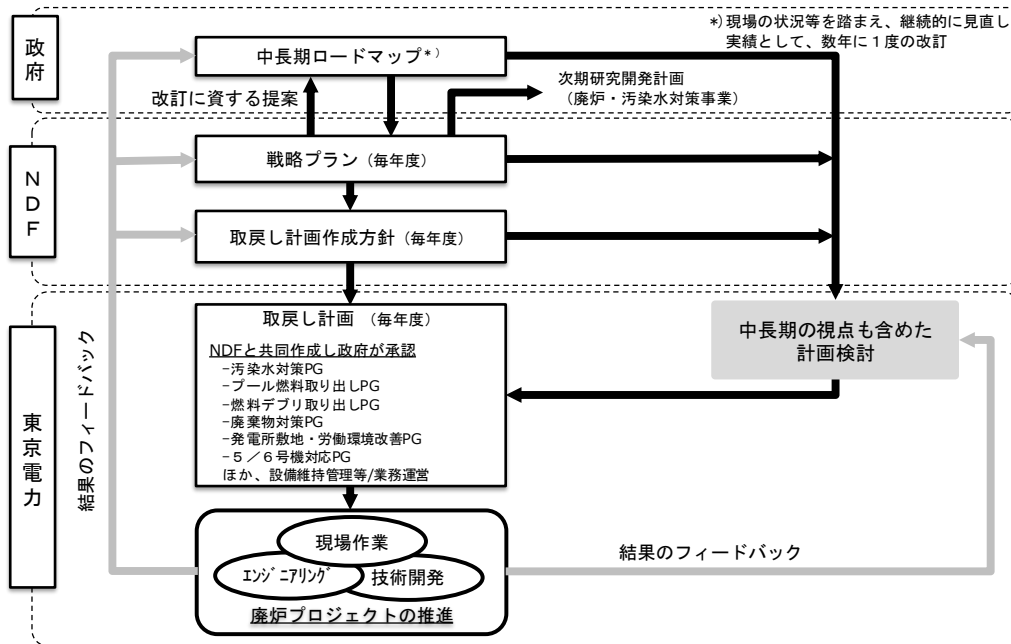 *) 現場の状況等を踏まえ、継続的に見直し
実績として、数年に１度の改訂
政府
中長期ロードマップ*)
改訂に資する提案
次期研究開発計画
（廃炉・汚染水対策事業）
ＮＤＦ
戦略プラン（毎年度）
取戻し計画作成方針（毎年度）
東京電力
結果のフィードバック
取戻し計画 （毎年度）
NDFと共同作成し政府が承認
-汚染水対策PG
-プール燃料取り出しPG
-燃料デブリ取り出しPG
-廃棄物対策PG
-発電所敷地・労働環境改善PG
-５／６号機対応PG
ほか、設備維持管理等/業務運営
中長期の視点も含めた
計画検討
現場作業
ｴﾝｼﾞﾆｱﾘﾝｸﾞ
技術開発
廃炉プロジェクトの推進
結果のフィードバック